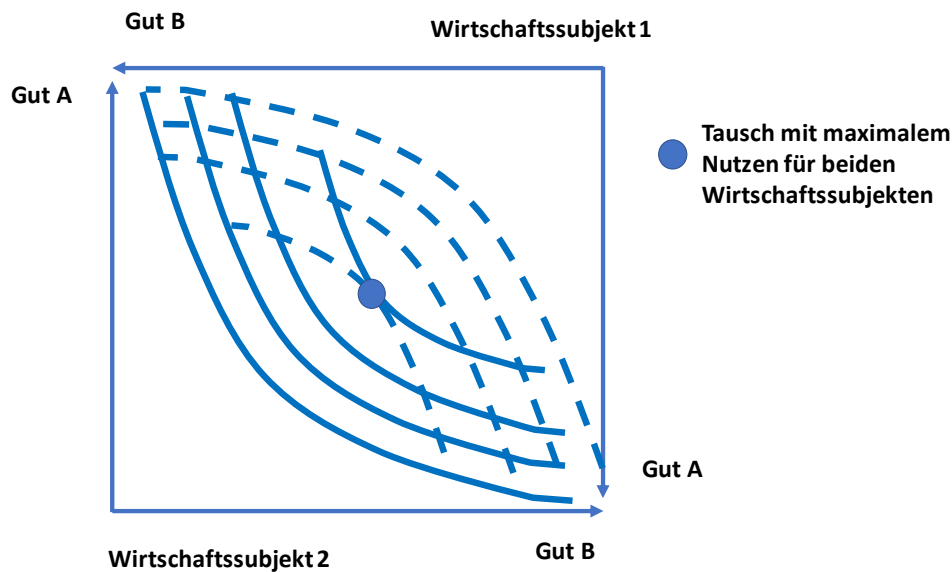 Gut B
Wirtschaftssubjekt 1
Gut A
Tausch mit maximalem
Nutzen für beiden
Wirtschaftssubjekten
Gut A
Wirtschaftssubjekt 2
Gut B